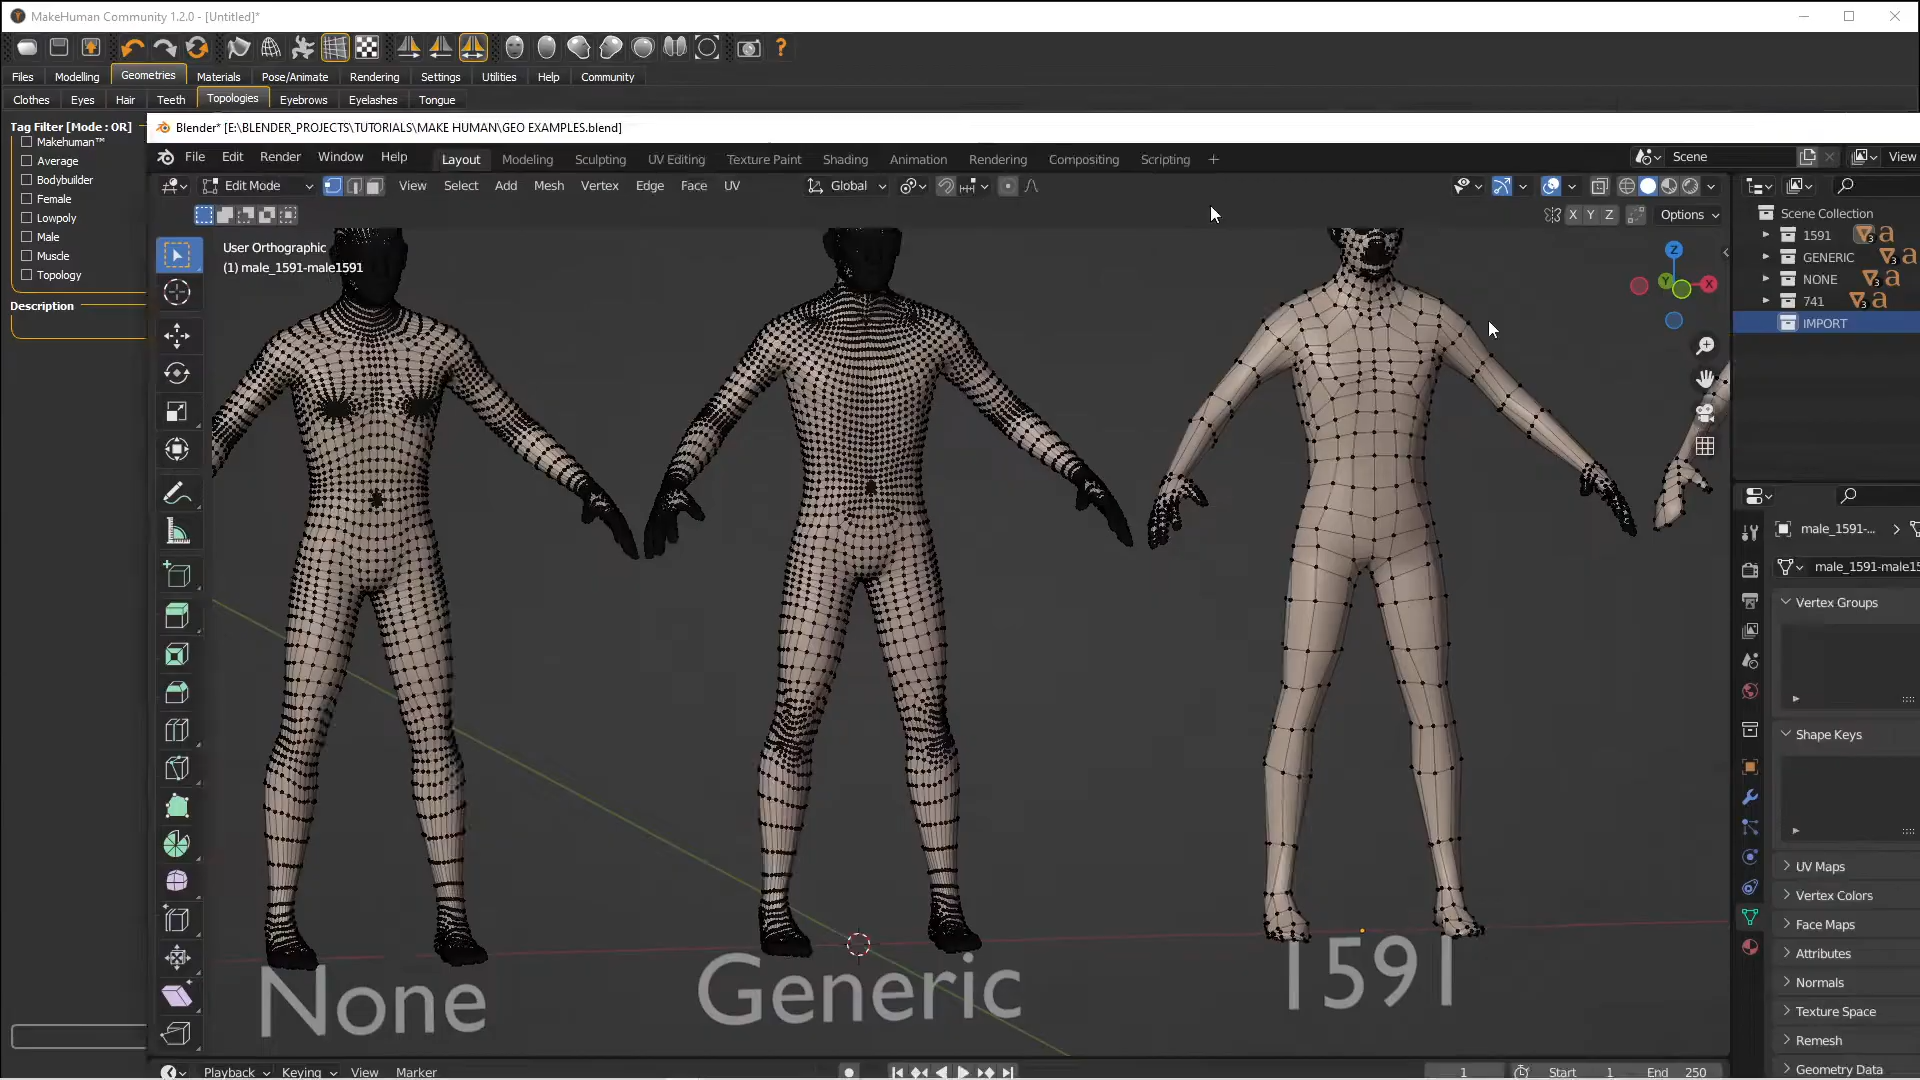 MakeHuman Community 1.2.0 - [Untitled]*
Files Modelling Geometries Materials Pose/Animate Rendering Settings Utilities Help Community
Clothes Eyes Hair Teeth Topologies Eyebrows Eyelashes Tongue
Tag Filter [Mode : OR]
Makehuman™
Average
Bodybuilder
Female
Lowpoly
Male
Muscle
Topology
Description
Blender* [E:\BLENDER_PROJECTS\TUTORIALS\MAKE HUMAN\GEO EXAMPLES.blend]
File Edit Render Window Help Layout Modeling Sculpting UV Editing Texture Paint Shading Animation Rendering Compositing Scripting + Scene View
Edit Mode View Select Add Mesh Vertex Edge Face UV Global
X Y Z Options
User Orthographic
(1) male_1591-male1591
Z
Y
X
None
Generic
1591
Scene Collection
1591
GENERIC
NONE
741
IMPORT
male_1591-...
male_1591-male15
Vertex Groups
Shape Keys
UV Maps
Vertex Colors
Face Maps
Attributes
Normals
Texture Space
Remesh
Geometry Data
Playback Keying View Marker 1 Start 1 End 250